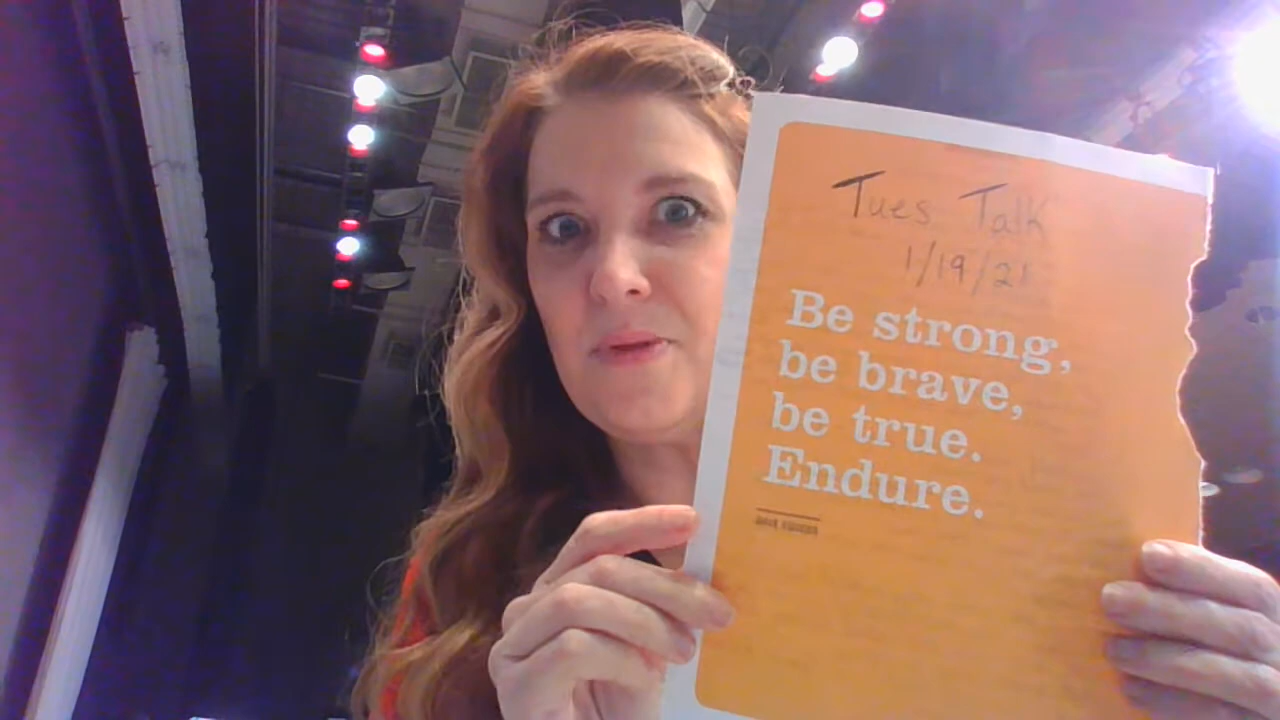 Tues Talk
1/19/21
Be strong,
be brave,
be true.
Endure.